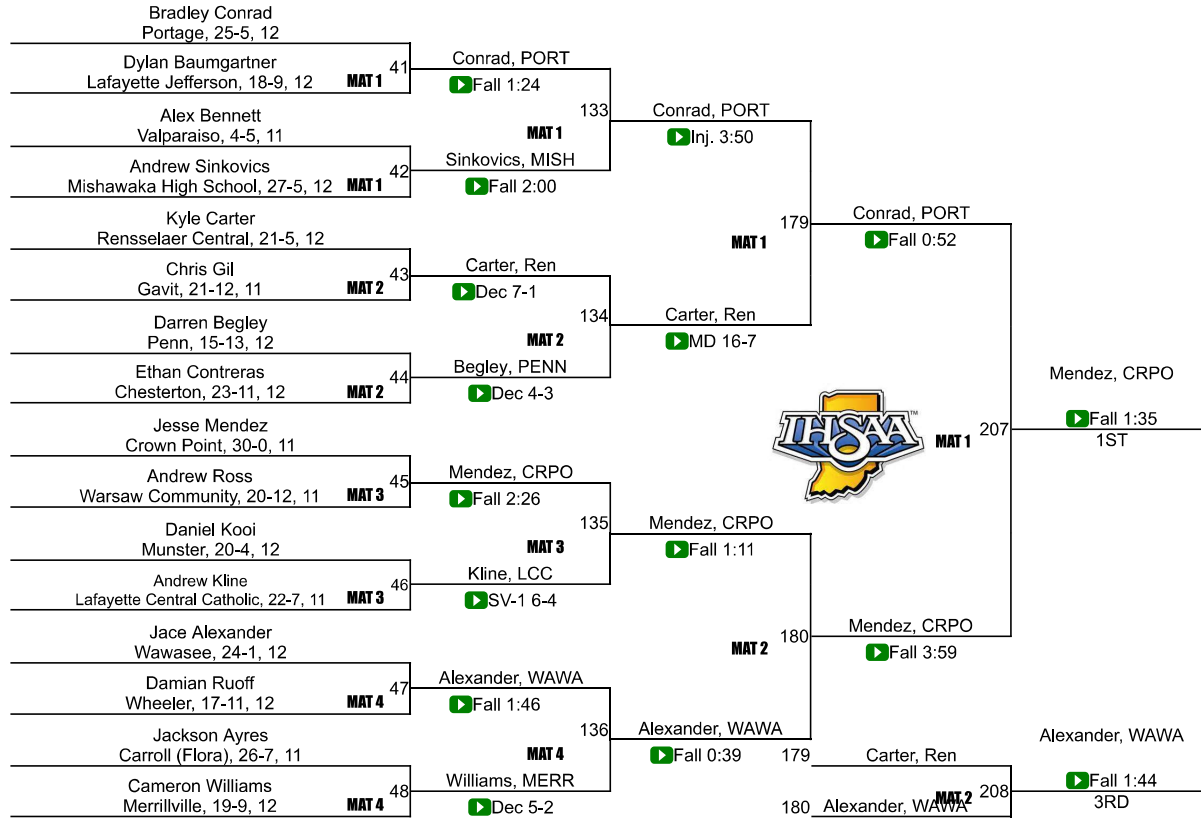 Bradley Conrad
Portage, 25-5, 12
Dylan Baumgartner
Lafayette Jefferson, 18-9, 12
MAT 1
41
Alex Bennett
Valparaiso, 4-5, 11
Andrew Sinkovics
Mishawaka High School, 27-5, 12
MAT 1
42
Kyle Carter
Rensselaer Central, 21-5, 12
Chris Gil
Gavit, 21-12, 11
MAT 2
43
Darren Begley
Penn, 15-13, 12
Ethan Contreras
Chesterton, 23-11, 12
MAT 2
44
Jesse Mendez
Crown Point, 30-0, 11
Andrew Ross
Warsaw Community, 20-12, 11
MAT 3
45
Daniel Kooi
Munster, 20-4, 12
Andrew Kline
Lafayette Central Catholic, 22-7, 11
MAT 3
46
Jace Alexander
Wawasee, 24-1, 12
Damian Ruoff
Wheeler, 17-11, 12
MAT 4
47
Jackson Ayres
Carroll (Flora), 26-7, 11
Cameron Williams
Merrillville, 19-9, 12
MAT 4
48
Conrad, PORT
Fall 1:24
133
MAT 1
Sinkovics, MISH
Fall 2:00
Carter, Ren
Dec 7-1
134
MAT 2
Begley, PENN
Dec 4-3
Mendez, CRPO
Fall 2:26
135
MAT 3
Kline, LCC
SV-1 6-4
Alexander, WAWA
Fall 1:46
136
MAT 4
Williams, MERR
Dec 5-2
Conrad, PORT
Inj. 3:50
179
MAT 1
Carter, Ren
MD 16-7
Mendez, CRPO
Fall 1:11
180
MAT 2
Alexander, WAWA
Fall 0:39
Conrad, PORT
Fall 0:52
IHSAA
TM
MAT 1
207
Mendez, CRPO
Fall 3:59
Mendez, CRPO
Fall 1:35
1ST
179
Carter, Ren
MAT 2
208
180
Alexander, WAWA
Alexander, WAWA
Fall 1:44
3RD